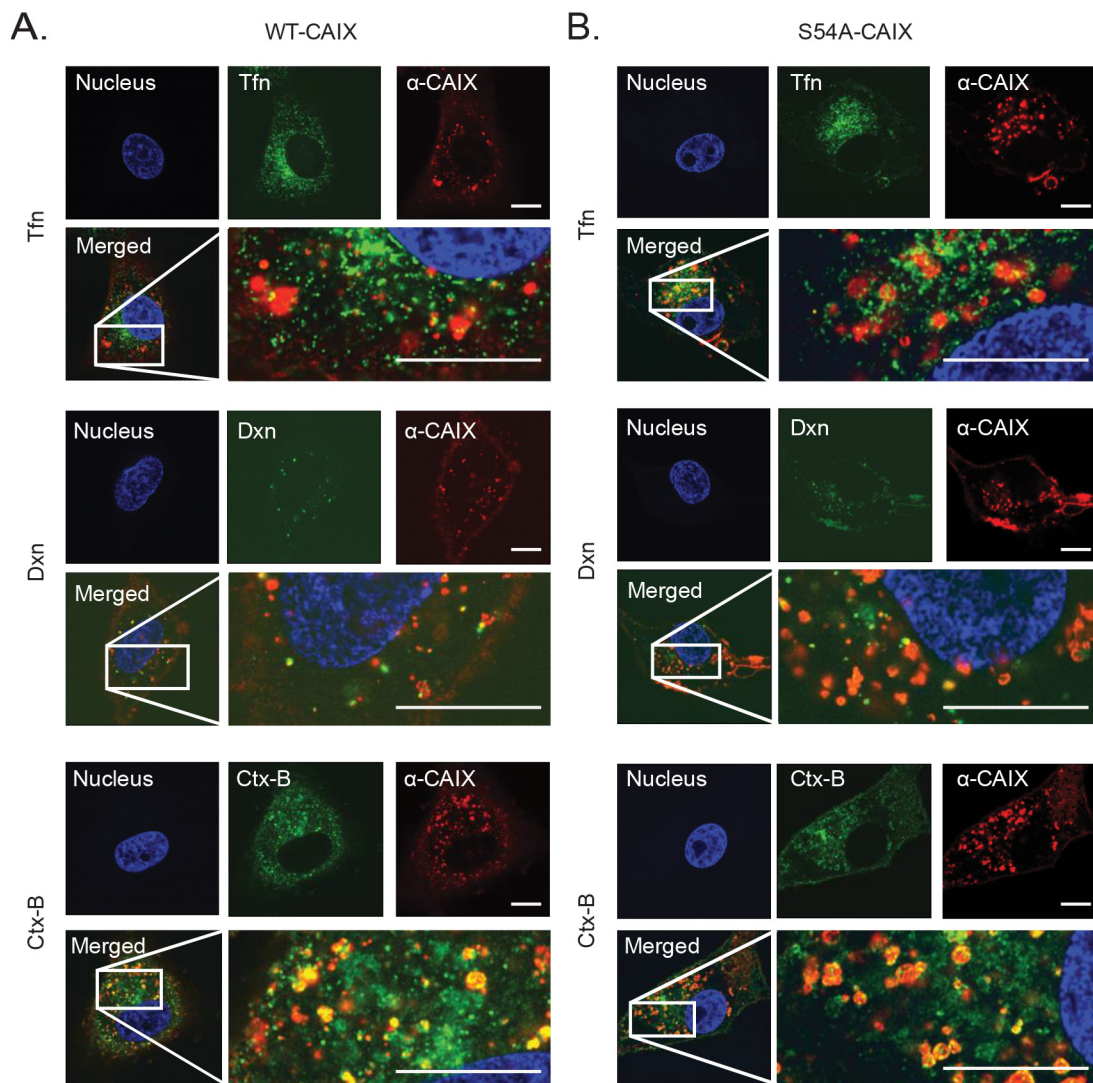 A.
WT-CAIX
B.
S54A-CAIX
Tfn
Nucleus
Tfn
α-CAIX
Merged
Tfn
Nucleus
Tfn
α-CAIX
Merged
Dxn
Nucleus
Dxn
α-CAIX
Merged
Dxn
Nucleus
Dxn
α-CAIX
Merged
Ctx-B
Nucleus
Ctx-B
α-CAIX
Merged
Ctx-B
Nucleus
Ctx-B
α-CAIX
Merged